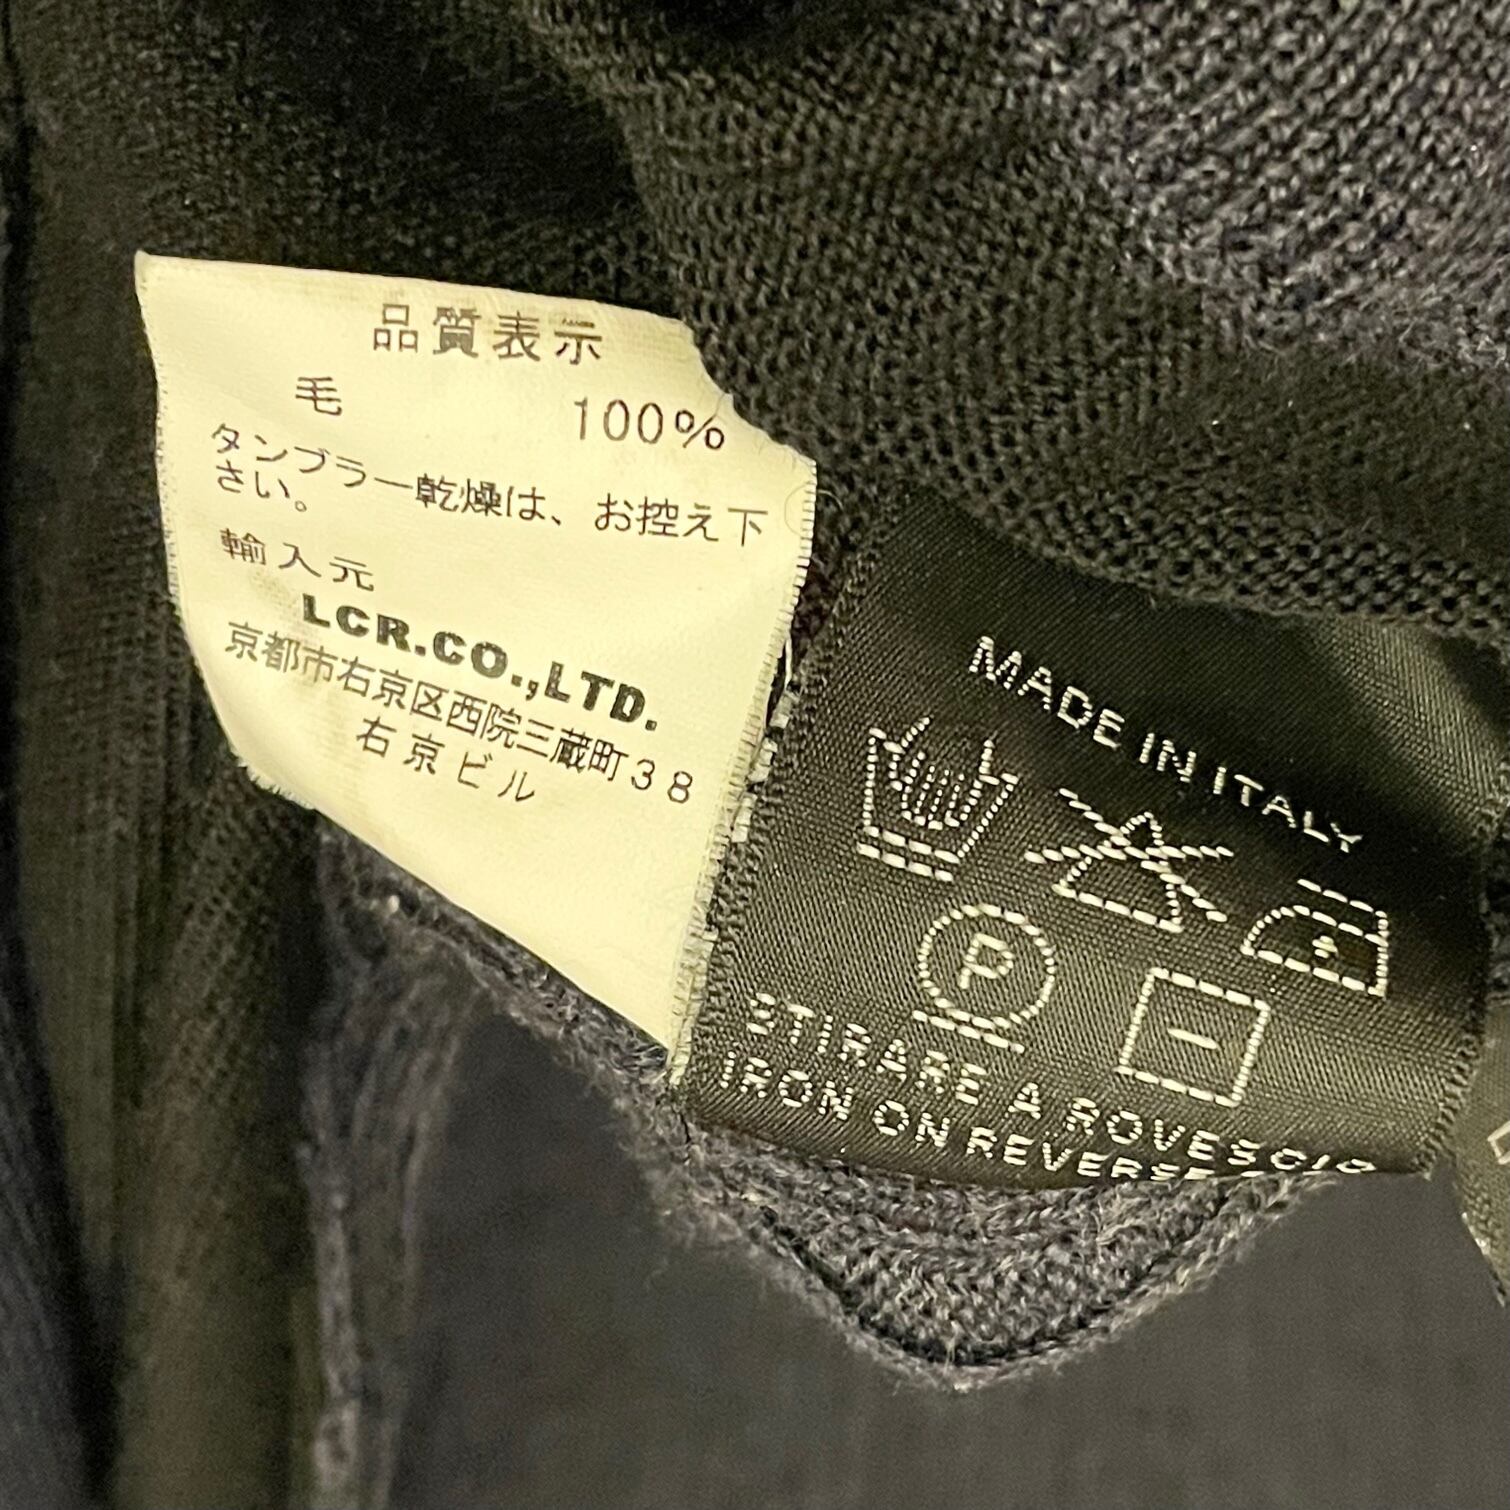 品質表示
毛 100%
タンブラー乾燥は、お控え下
さい。
輸入元
LCR.CO.,LTD.
京都市右京区西院三蔵町38
右京ビル
MADE IN ITALY
P
STIRARE A ROVESCIO
IRON ON REVERSE